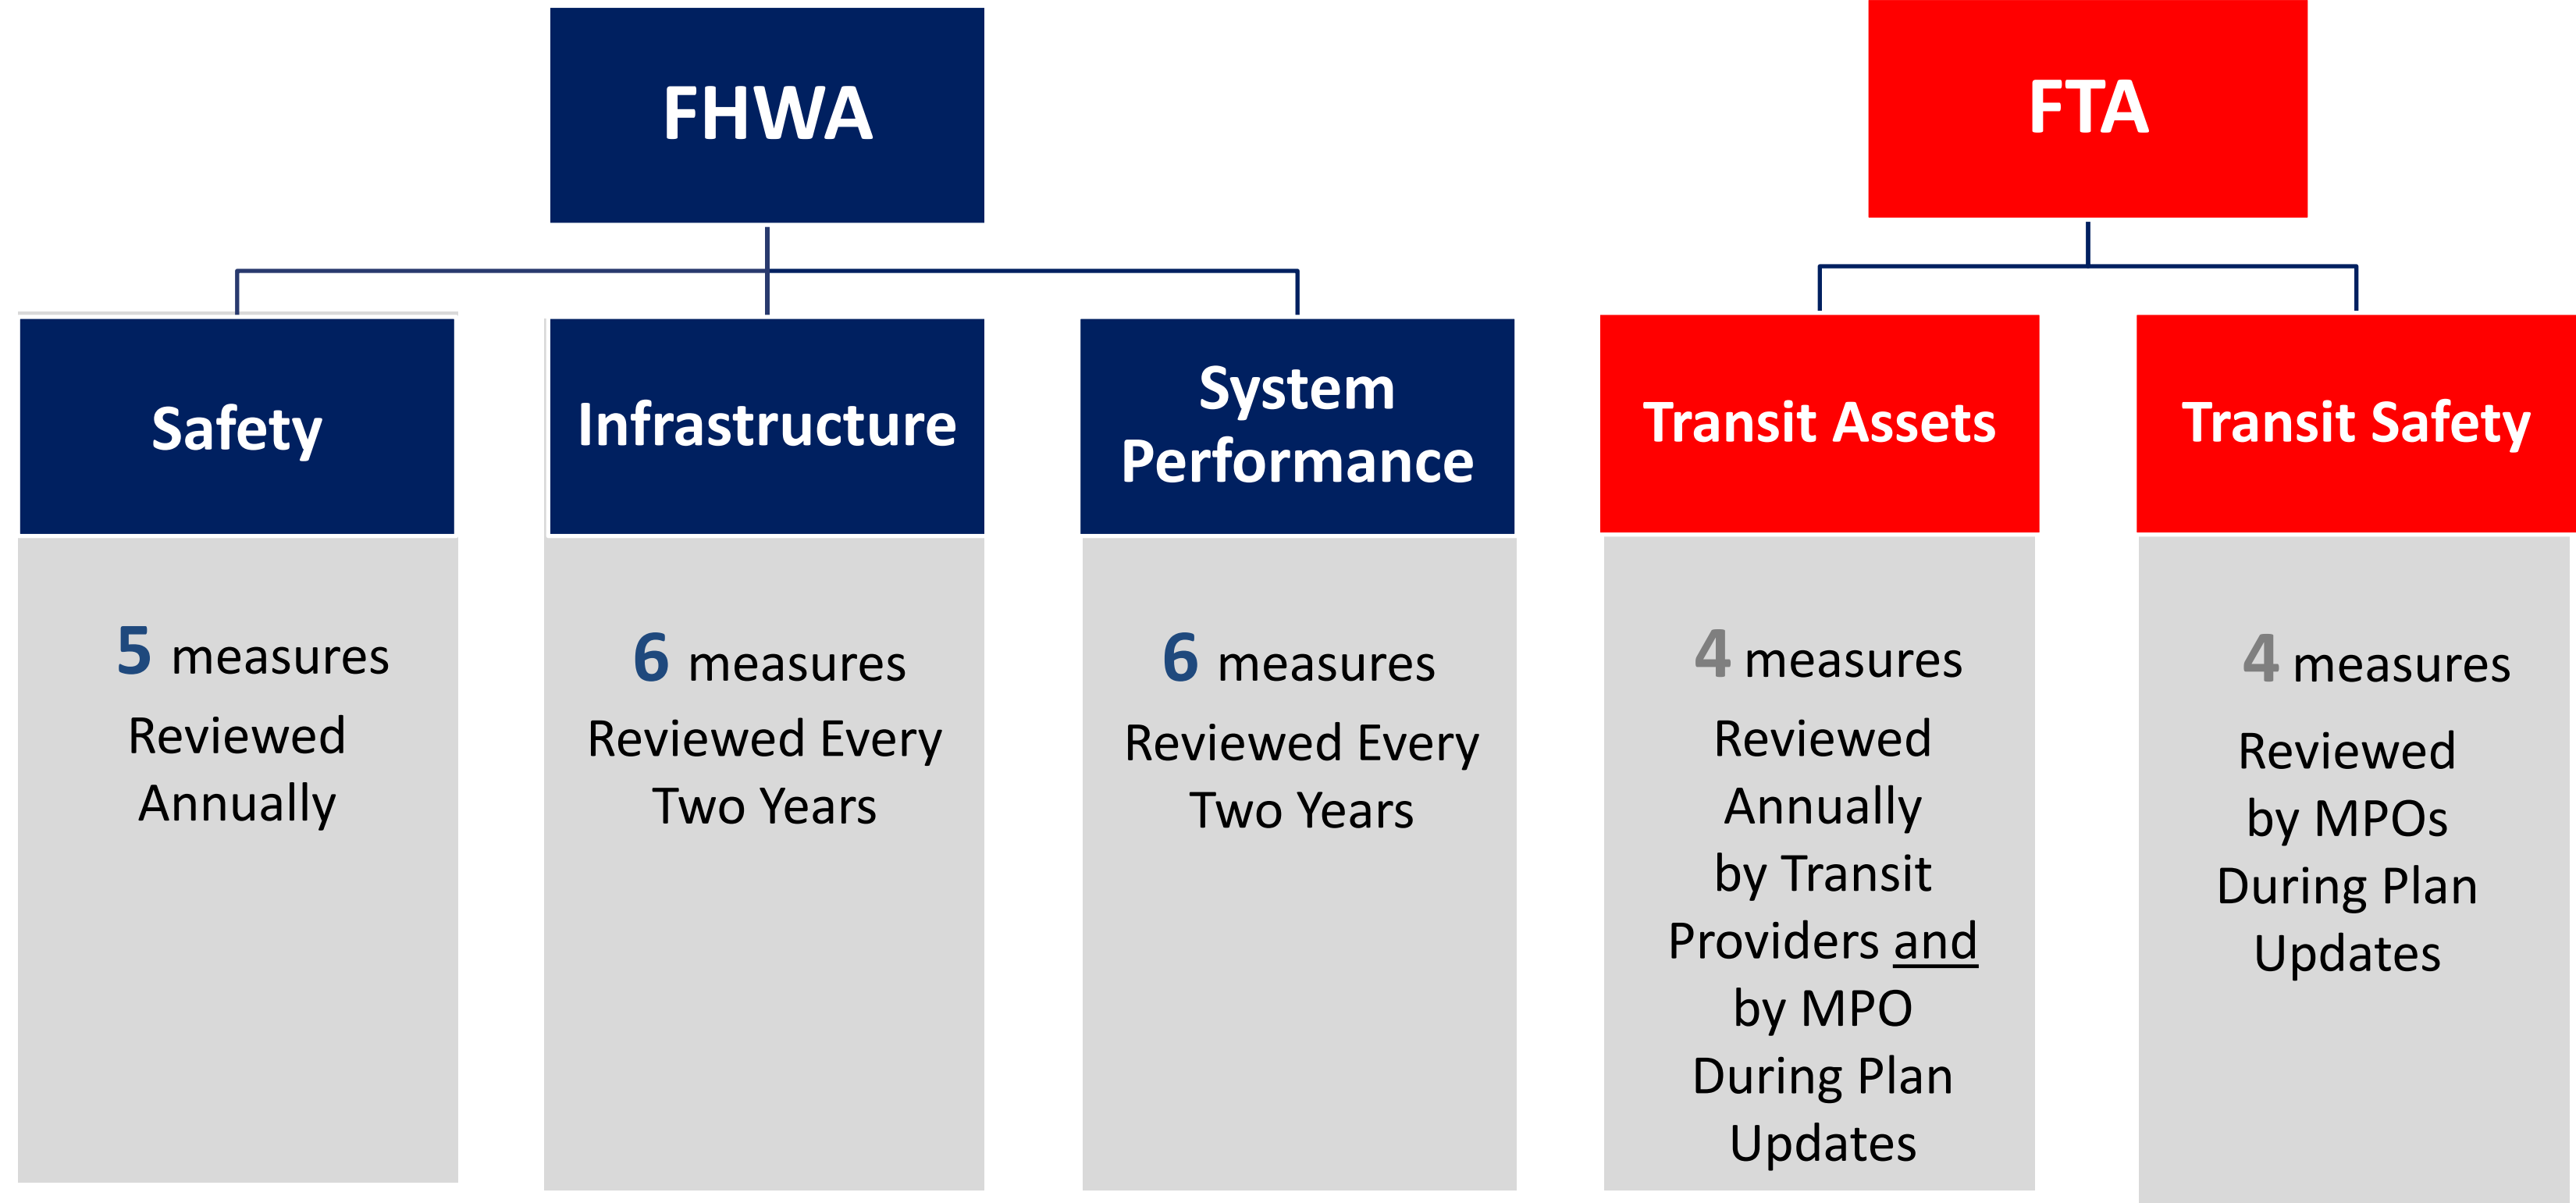 FHWA
FTA
Safety
Infrastructure
System
Performance
Transit Assets
Transit Safety
5 measures
Reviewed
Annually
6 measures
Reviewed Every
Two Years
6 measures
Reviewed Every
Two Years
4 measures
Reviewed
Annually
by Transit
Providers and
by MPO
During Plan
Updates
4 measures
Reviewed
by MPOs
During Plan
Updates